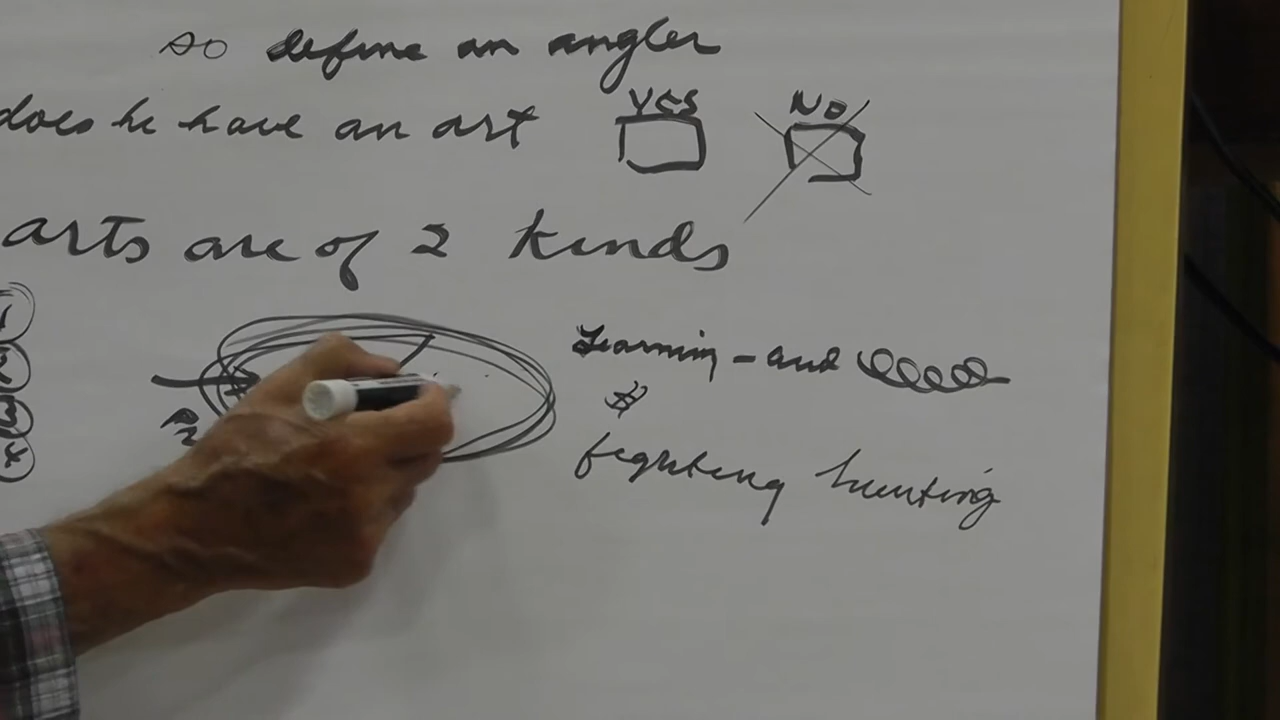 so define an angler
does he have an art YES NO
arts are of 2 kinds
Learning - and
fighting hunting